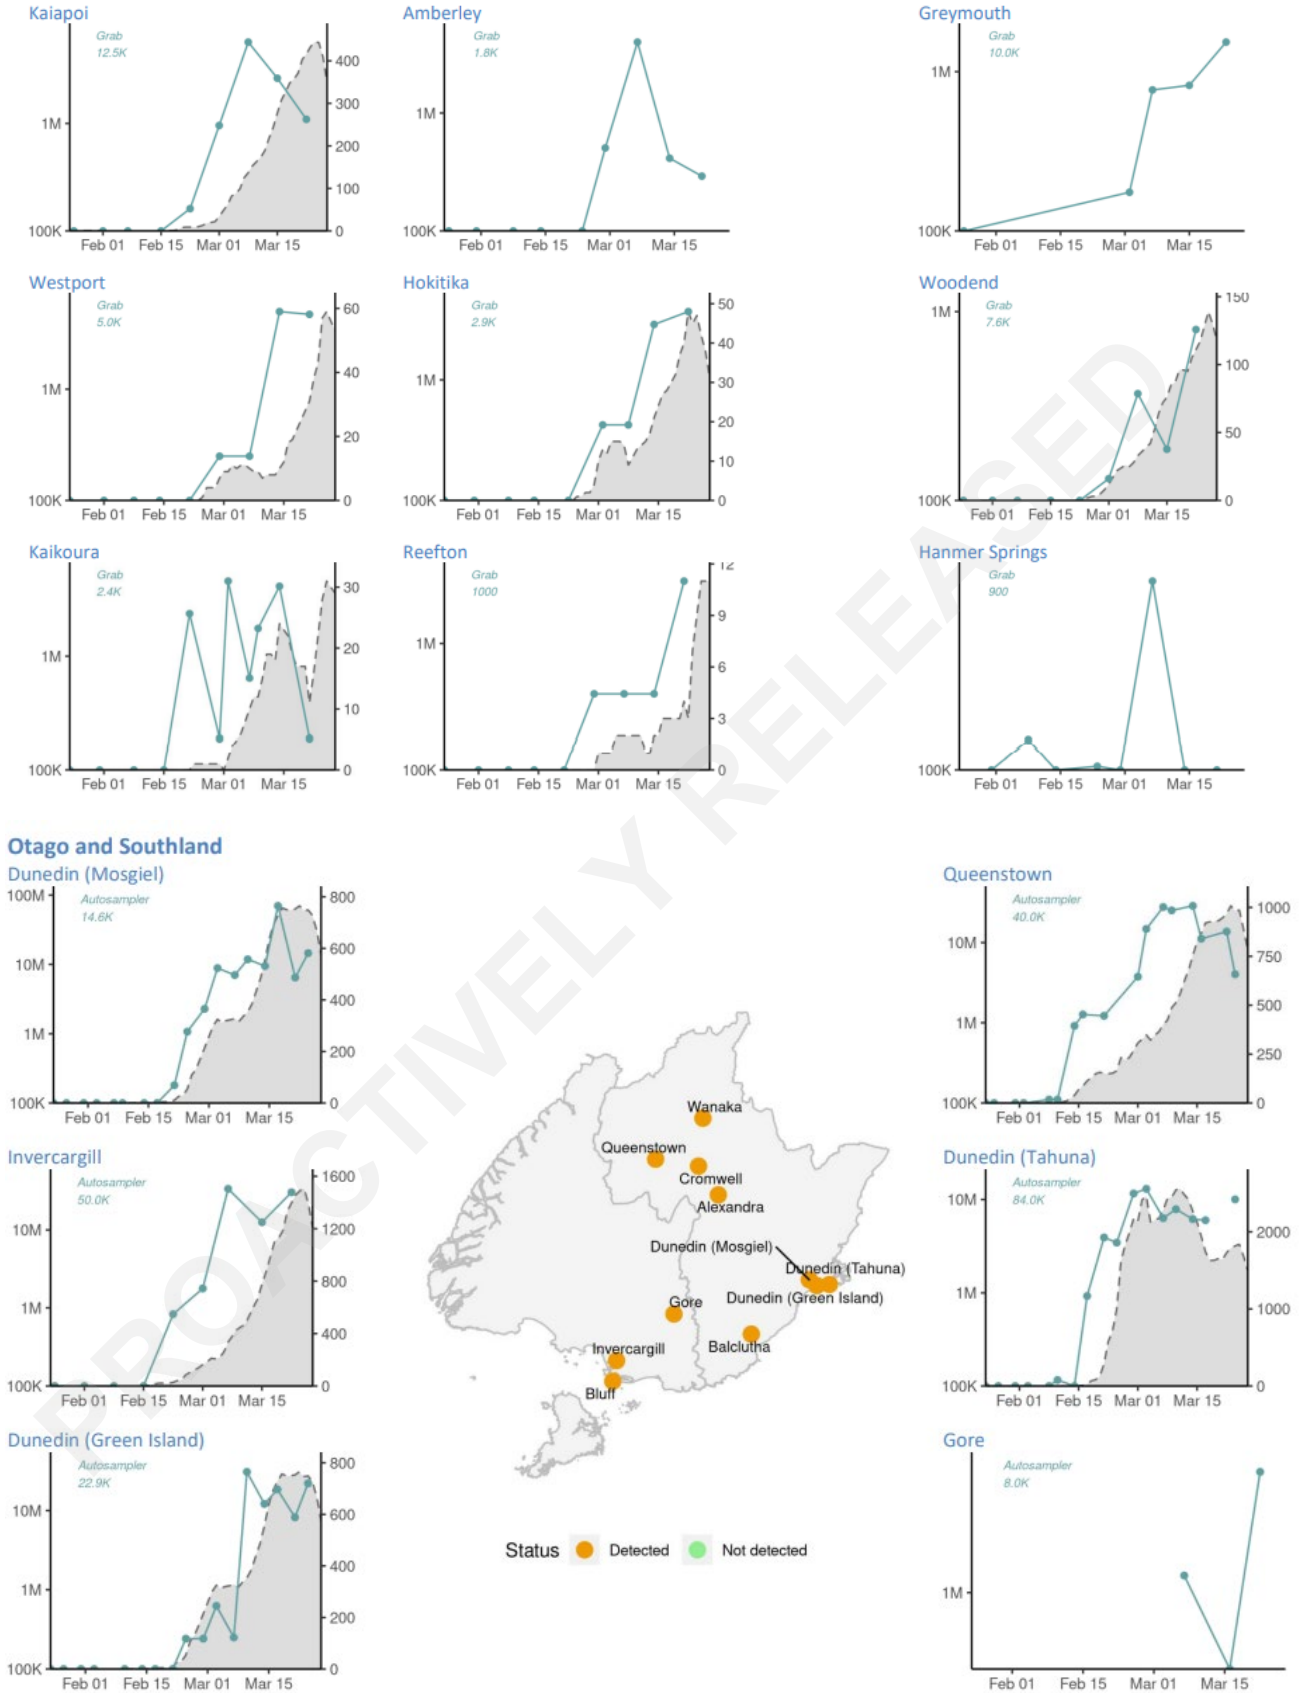 Kaiapoi
Grab
12.5K
1M
100K
400
300
200
100
0
Feb 01 Feb 15 Mar 01 Mar 15
Amberley
Grab
1.8K
1M
100K
Feb 01 Feb 15 Mar 01 Mar 15
Greymouth
Grab
10.0K
1M
100K
Feb 01 Feb 15 Mar 01 Mar 15
Westport
Grab
5.0K
1M
100K
60
40
20
0
Feb 01 Feb 15 Mar 01 Mar 15
Hokitika
Grab
2.9K
1M
100K
50
40
30
20
10
0
Feb 01 Feb 15 Mar 01 Mar 15
Woodend
Grab
7.6K
1M
100K
150
100
50
0
Feb 01 Feb 15 Mar 01 Mar 15
Kaikoura
Grab
2.4K
1M
100K
30
20
10
0
Feb 01 Feb 15 Mar 01 Mar 15
Reefton
Grab
1000
1M
100K
12
9
6
3
0
Feb 01 Feb 15 Mar 01 Mar 15
Hanmer Springs
Grab
900
100K
Feb 01 Feb 15 Mar 01 Mar 15
Otago and Southland
Dunedin (Mosgiel)
Autosampler
14.6K
100M
10M
1M
100K
800
600
400
200
0
Feb 01 Feb 15 Mar 01 Mar 15
Queenstown
Autosampler
40.0K
10M
1M
100K
1000
750
500
250
0
Feb 01 Feb 15 Mar 01 Mar 15
Invercargill
Autosampler
50.0K
10M
1M
100K
1600
1200
800
400
0
Feb 01 Feb 15 Mar 01 Mar 15
Wanaka
Queenstown
Cromwell
Alexandra
Dunedin (Mosgiel)
Dunedin (Tahuna)
Dunedin (Green Island)
Gore
Balclutha
Invercargill
Bluff
Status Detected Not detected
Dunedin (Tahuna)
Autosampler
84.0K
10M
1M
100K
2000
1000
0
Feb 01 Feb 15 Mar 01 Mar 15
Dunedin (Green Island)
Autosampler
22.9K
10M
1M
100K
800
600
400
200
0
Feb 01 Feb 15 Mar 01 Mar 15
Gore
Autosampler
8.0K
1M
Feb 01 Feb 15 Mar 01 Mar 15
PROACTIVELY RELEASED